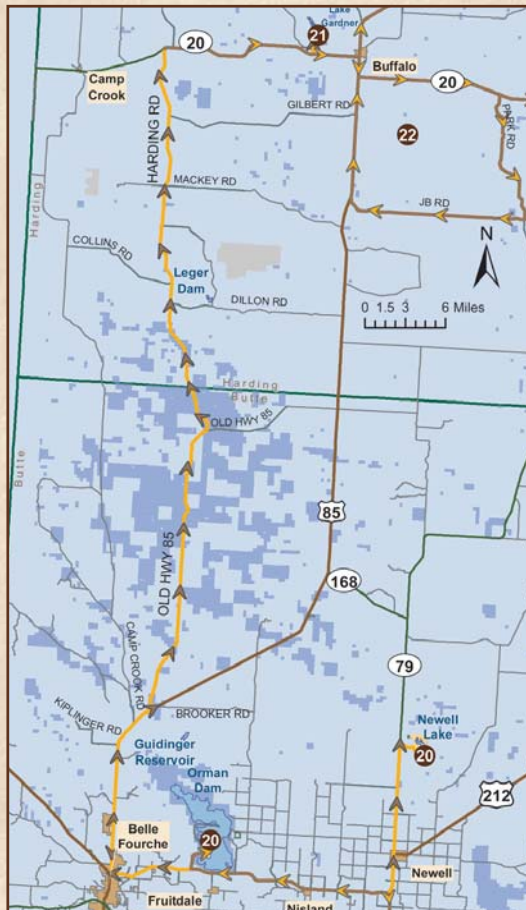 Lake
Gardner
21
20
Buffalo
Camp
Crook
20
GILBERT RD
HARDING RD
22
PARK RD
MACKEY RD
JB RD
Harding
COLLINS RD
N
Leger
Dam
DILLON RD
0 1.5 3 6 Miles
Harding
Butte
OLD HWY 85
Butte
85
OLD HWY 85
168
CAMP CROOK RD
79
KIPLINGER RD
BROOKER RD
Newell
Lake
Guidinger
Reservoir
20
Orman
Dam
212
Belle
Fourche
20
Newell
Fruitdale
Nisland